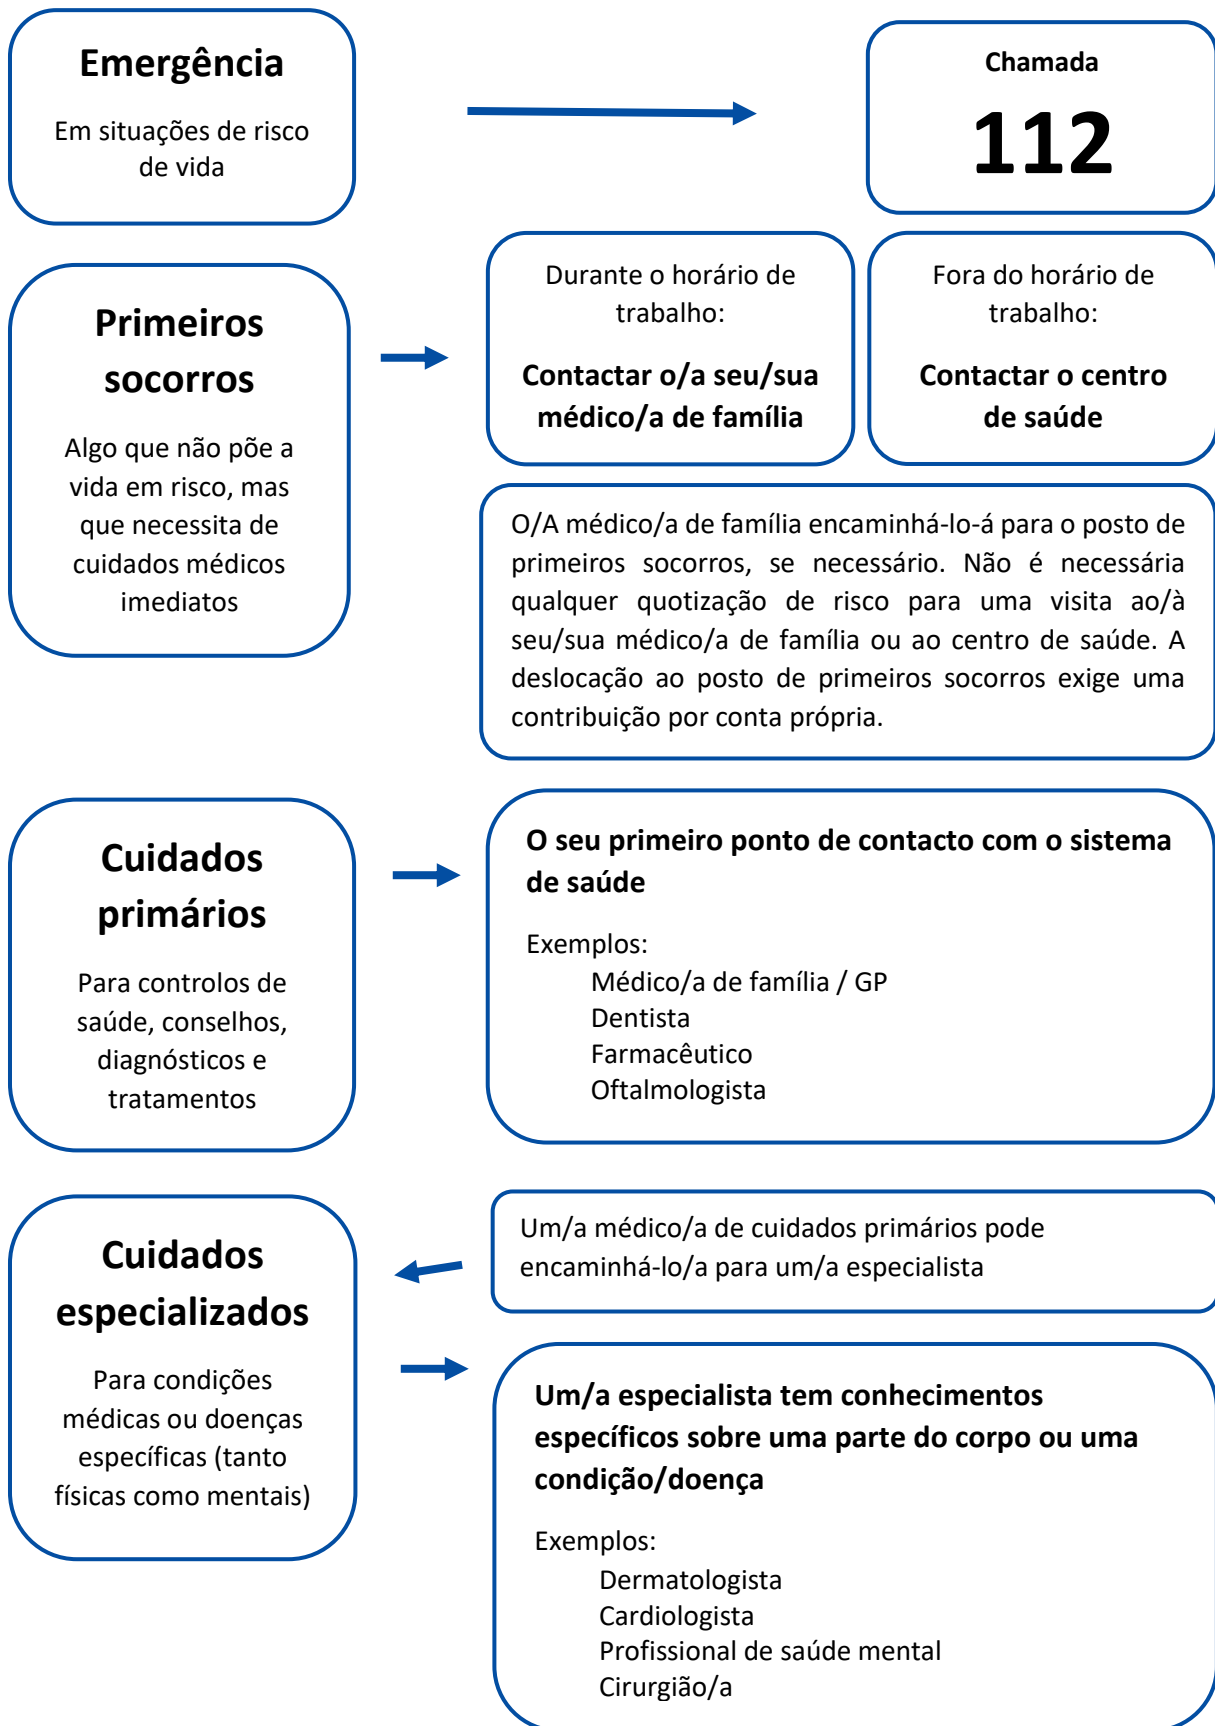 Emergência
Em situações de risco
de vida
Chamada
112
Primeiros
socorros
Algo que não põe a
vida em risco, mas
que necessita de
cuidados médicos
imediatos
Durante o horário de
trabalho:
Contactar o/a seu/sua
médico/a de família
Fora do horário de
trabalho:
Contactar o centro
de saúde
O/A médico/a de família encaminhá-lo-á para o posto de
primeiros socorros, se necessário. Não é necessária
qualquer quotização de risco para uma visita ao/à
seu/sua médico/a de família ou ao centro de saúde. A
deslocação ao posto de primeiros socorros exige uma
contribuição por conta própria.
Cuidados
primários
Para controlos de
saúde, conselhos,
diagnósticos e
tratamentos
O seu primeiro ponto de contacto com o sistema
de saúde
Exemplos:
Médico/a de família / GP
Dentista
Farmacêutico
Oftalmologista
Cuidados
especializados
Para condições
médicas ou doenças
específicas (tanto
físicas como mentais)
Um/a médico/a de cuidados primários pode
encaminhá-lo/a para um/a especialista
Um/a especialista tem conhecimentos
específicos sobre uma parte do corpo ou uma
condição/doença
Exemplos:
Dermatologista
Cardiologista
Profissional de saúde mental
Cirurgião/a